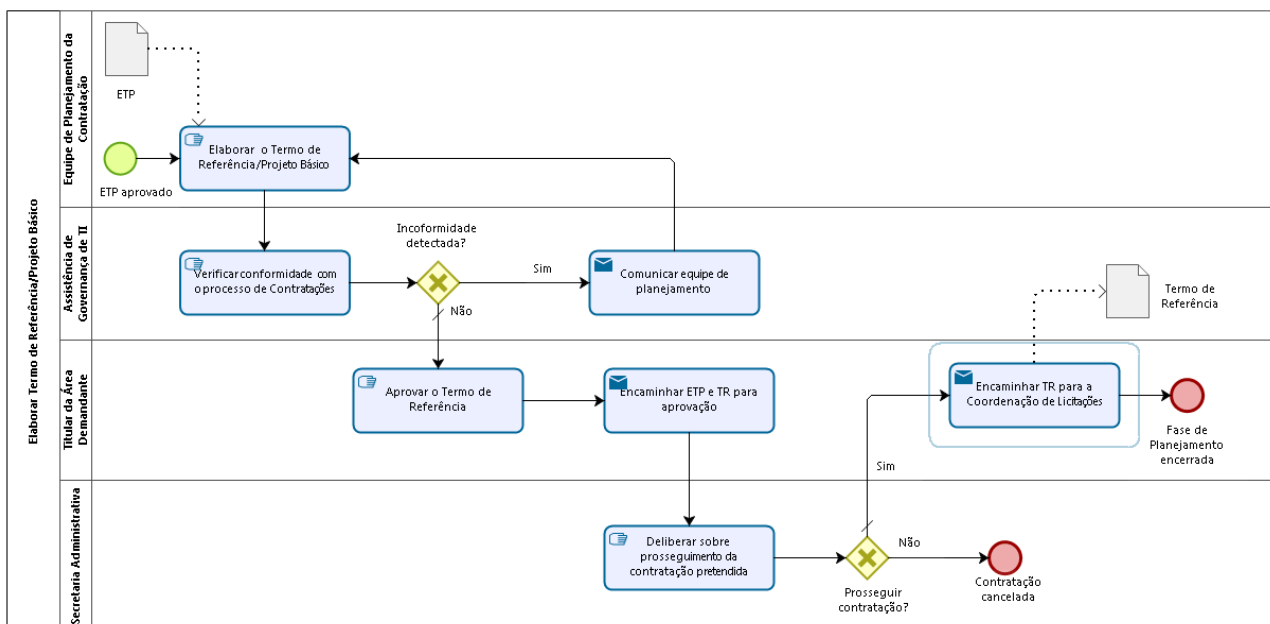 Elaborar Termo de Referência/Projeto Básico
Equipe de Planejamento da
Contratação
ETP
ETP aprovado
Elaborar o Termo de
Referência/Projeto Básico
Assistência de
Governança de TI
Verificar conformidade com
o processo de Contratações
Incoformidade
detectada?
Sim
Não
Comunicar equipe de
planejamento
Termo de
Referência
Titular da Área
Demandante
Aprovar o Termo de
Referência
Encaminhar ETP e TR para
aprovação
Encaminhar TR para a
Coordenação de Licitações
Fase de
Planejamento
encerrada
Sim
Secretaria Administrativa
Deliberar sobre
prosseguimento da
contratação pretendida
Prosseguir
contratação?
Não
Contratação
cancelada